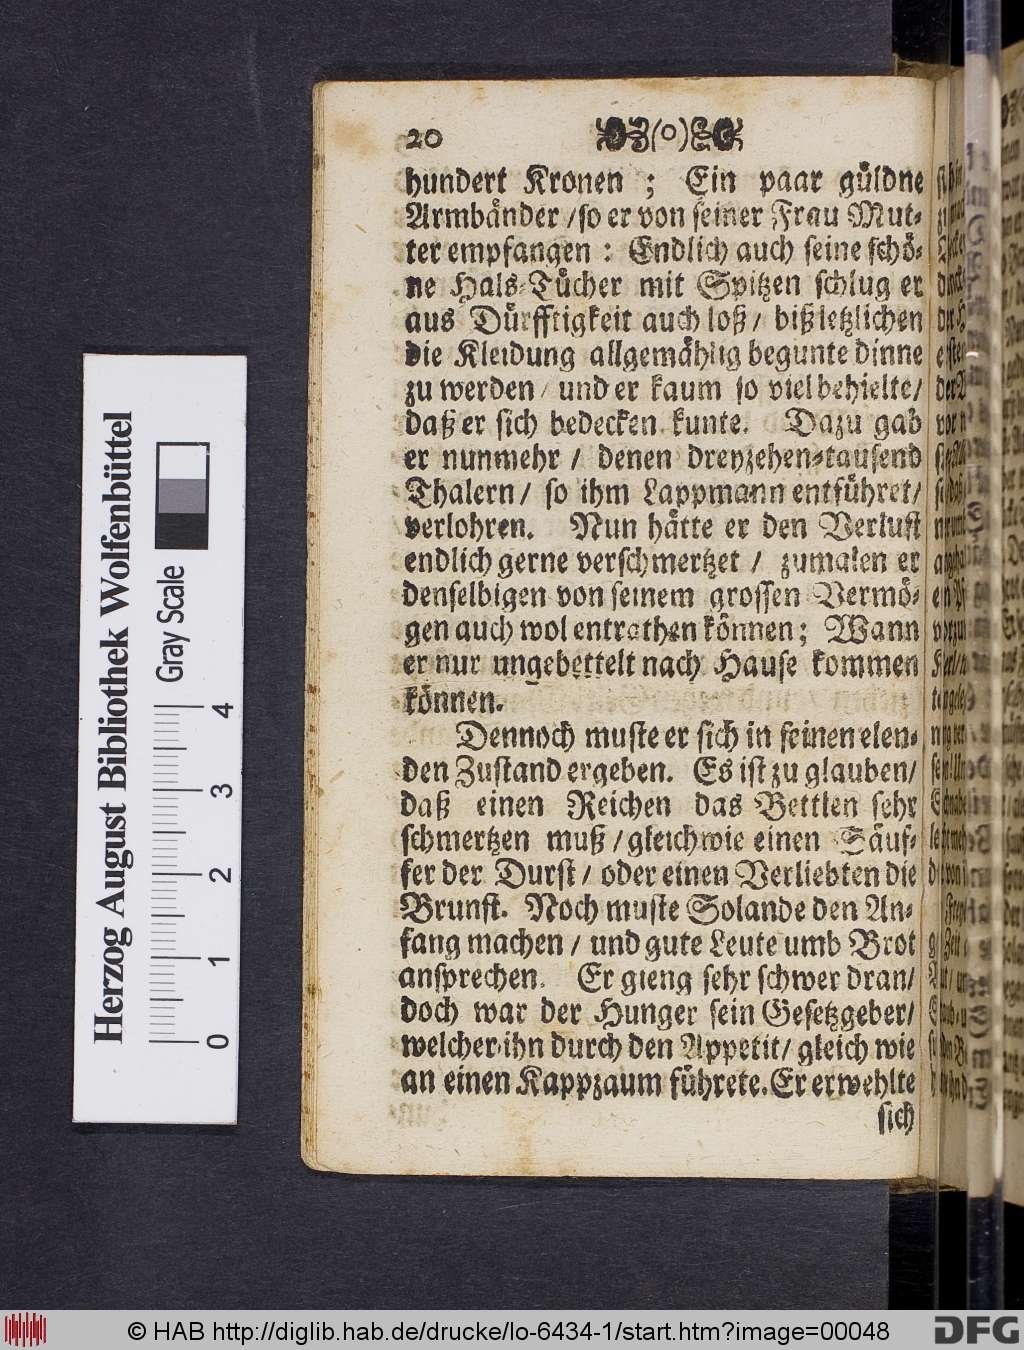 20 (o)
hundert Kronen ; Ein paar güldne
Armbänder / so er von seiner Frau Mut-
ter empfangen : Endlich auch seine schö-
ne Hals-Tücher mit Spitzen schlug er
aus Dürfftigkeit auch loß / biß letzlichen
die Kleidung allgemählig begunte dinne
zu werden / und er kaum so viel behielte /
daß er sich bedecken kunte. Dazu gab
er nunmehr / denen dreyzehen-tausend
Thalern / so ihm Lappmann entführet /
verlohren. Nun hätte er den Verlust
endlich gerne verschmertzet / zumalen er
denselbigen von seinem grossen Vermö-
gen auch wol entrathen können ; Wann
er nur ungebettelt nach Hause kommen
können.
Dennoch muste er sich in seinen elen-
den Zustand ergeben. Es ist zu glauben /
daß einen Reichen das Bettlen sehr
schmertzen muß / gleichwie einen Säuf-
fer der Durst / oder einen Verliebten die
Brunst. Noch muste Solande den An-
fang machen / und gute Leute umb Brot
ansprechen. Er gieng sehr schwer dran /
doch war der Hunger sein Gesetzgeber /
welcher ihn durch den Appetit / gleich wie
an einen Kappzaum führete. Er erwehlte
sich
Herzog August Bibliothek Wolfenbüttel
Gray Scale
0 1 2 3 4
© HAB http://diglib.hab.de/drucke/lo-6434-1/start.htm?image=00048
DFG